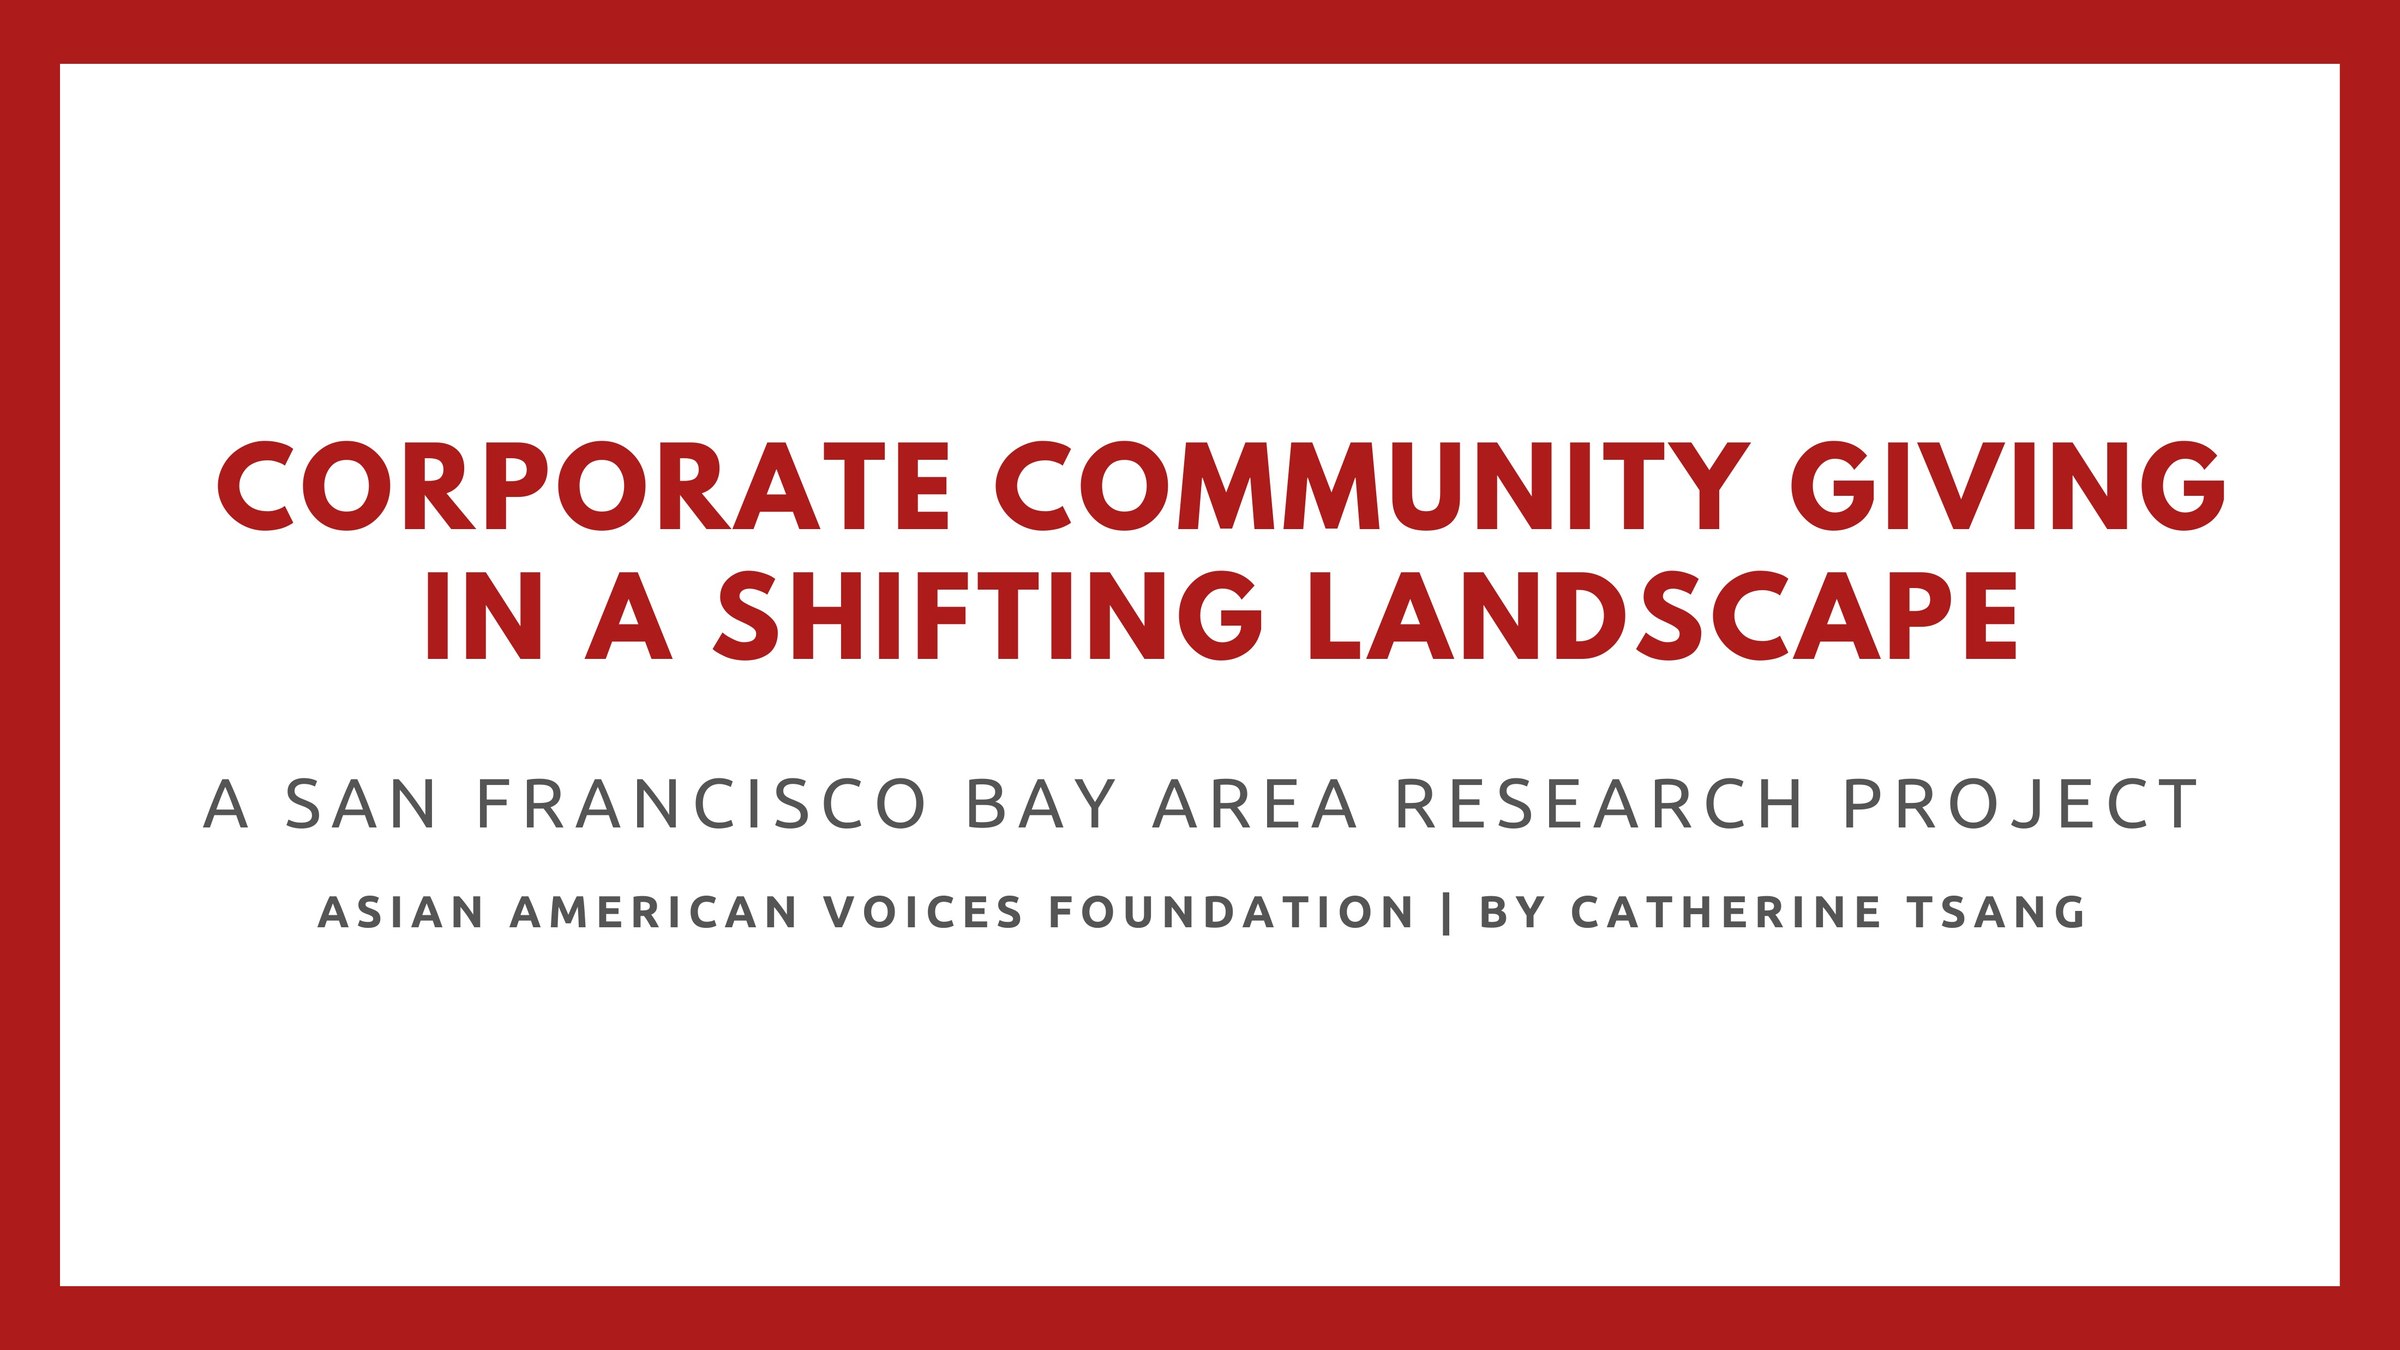 CORPORATE COMMUNITY GIVING
IN A SHIFTING LANDSCAPE
A SAN FRANCISCO BAY AREA RESEARCH PROJECT
ASIAN AMERICAN VOICES FOUNDATION | BY CATHERINE TSANG